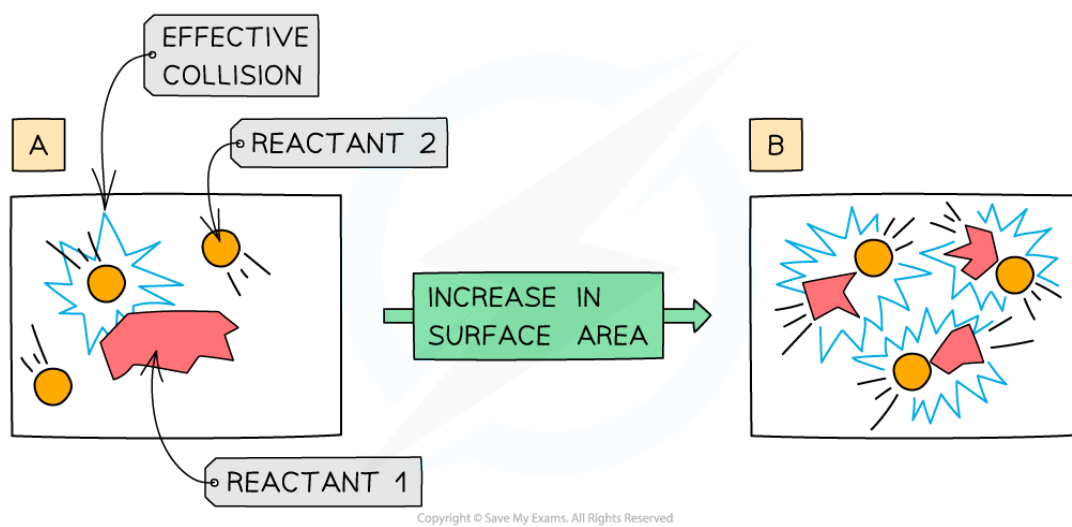 EFFECTIVE
COLLISION
A
REACTANT 2
B
INCREASE IN
SURFACE AREA
REACTANT 1
Copyright © Save My Exams. All Rights Reserved